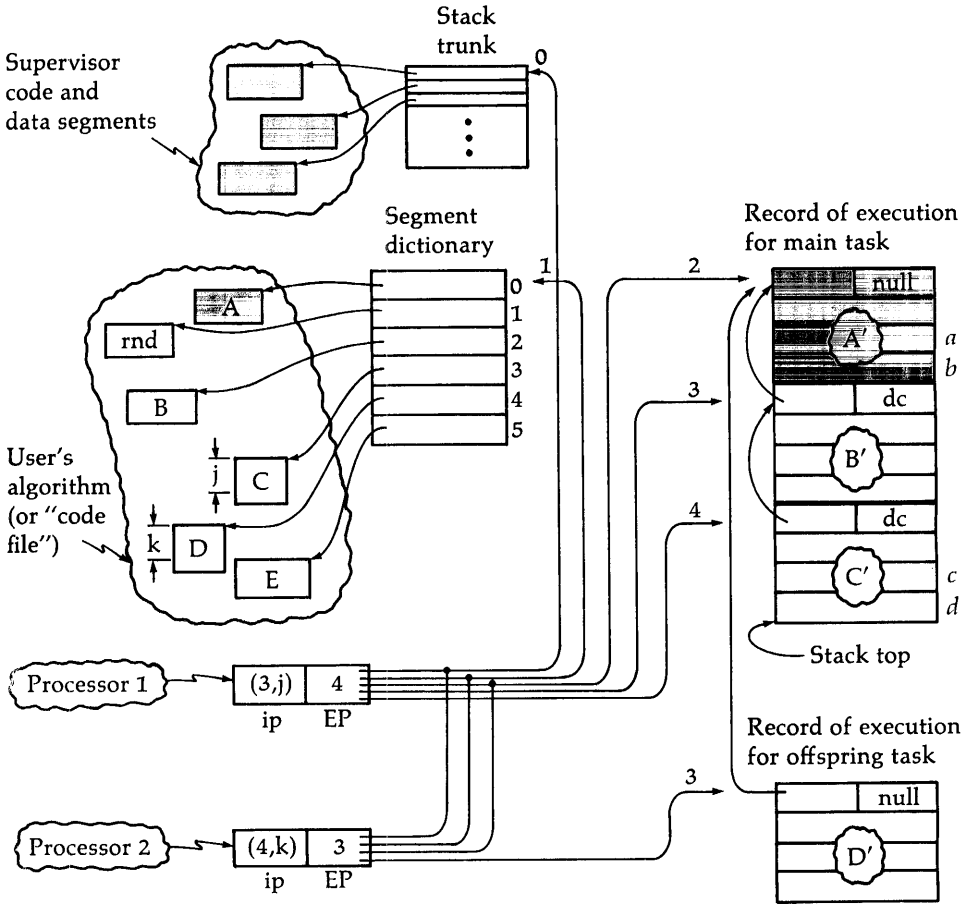 Stack
trunk
0
Supervisor
code and
data segments
Segment
dictionary
1
0
1
2
3
4
5
A
rnd
B
C
j
D
k
E
User's
algorithm
(or "code
file")
2
3
4
Record of execution
for main task
null
A'
a
b
dc
B'
dc
C'
c
d
Stack top
Processor 1
(3,j)
4
ip
EP
Record of execution
for offspring task
3
null
D'
Processor 2
(4,k)
3
ip
EP